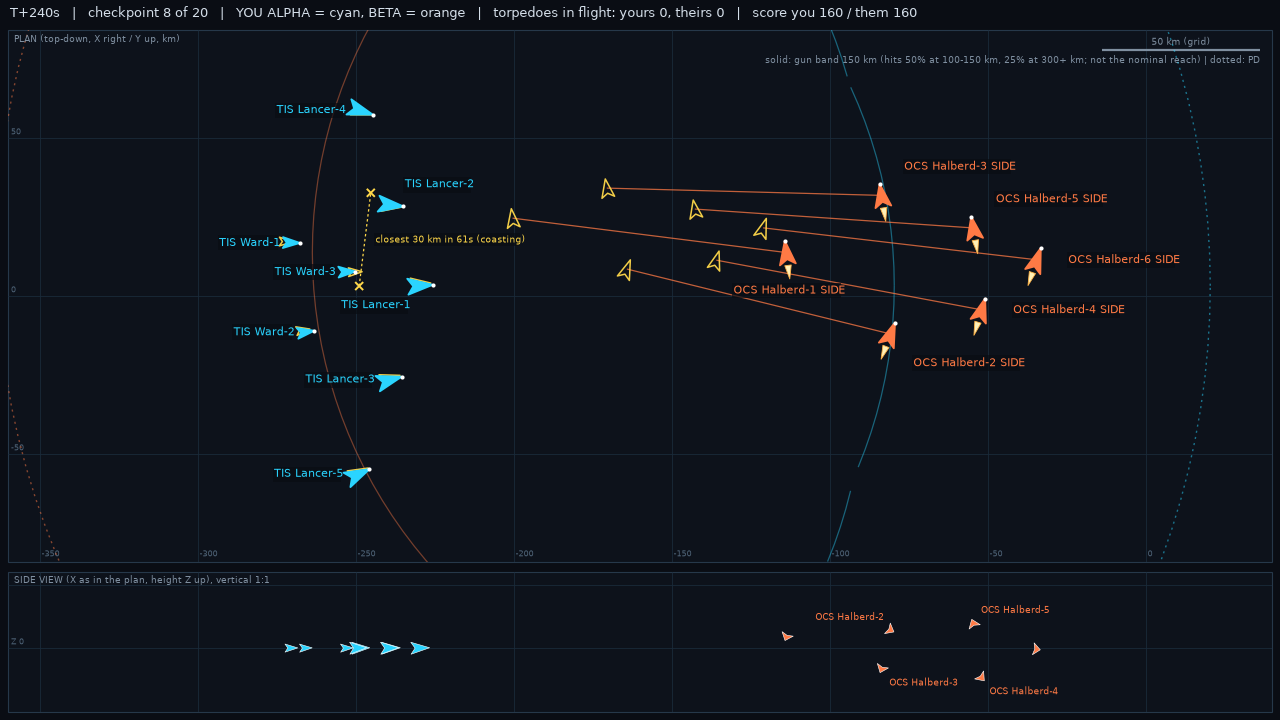 T+240s | checkpoint 8 of 20 | YOU ALPHA = cyan, BETA = orange | torpedoes in flight: yours 0, theirs 0 | score you 160 / them 160
PLAN (top-down, X right / Y up, km)
50 km (grid)
solid: gun band 150 km (hits 50% at 100-150 km, 25% at 300+ km; not the nominal reach) | dotted: PD
TIS Lancer-4
50
OCS Halberd-3 SIDE
TIS Lancer-2
OCS Halberd-5 SIDE
TIS Ward-1
closest 30 km in 61s (coasting)
OCS Halberd-6 SIDE
TIS Ward-3
0
OCS Halberd-1 SIDE
TIS Lancer-1
OCS Halberd-4 SIDE
TIS Ward-2
OCS Halberd-2 SIDE
TIS Lancer-3
-50
TIS Lancer-5
-350
-300
-250
-200
-150
-100
-50
0
SIDE VIEW (X as in the plan, height Z up), vertical 1:1
OCS Halberd-5
OCS Halberd-2
Z 0
OCS Halberd-3
OCS Halberd-4